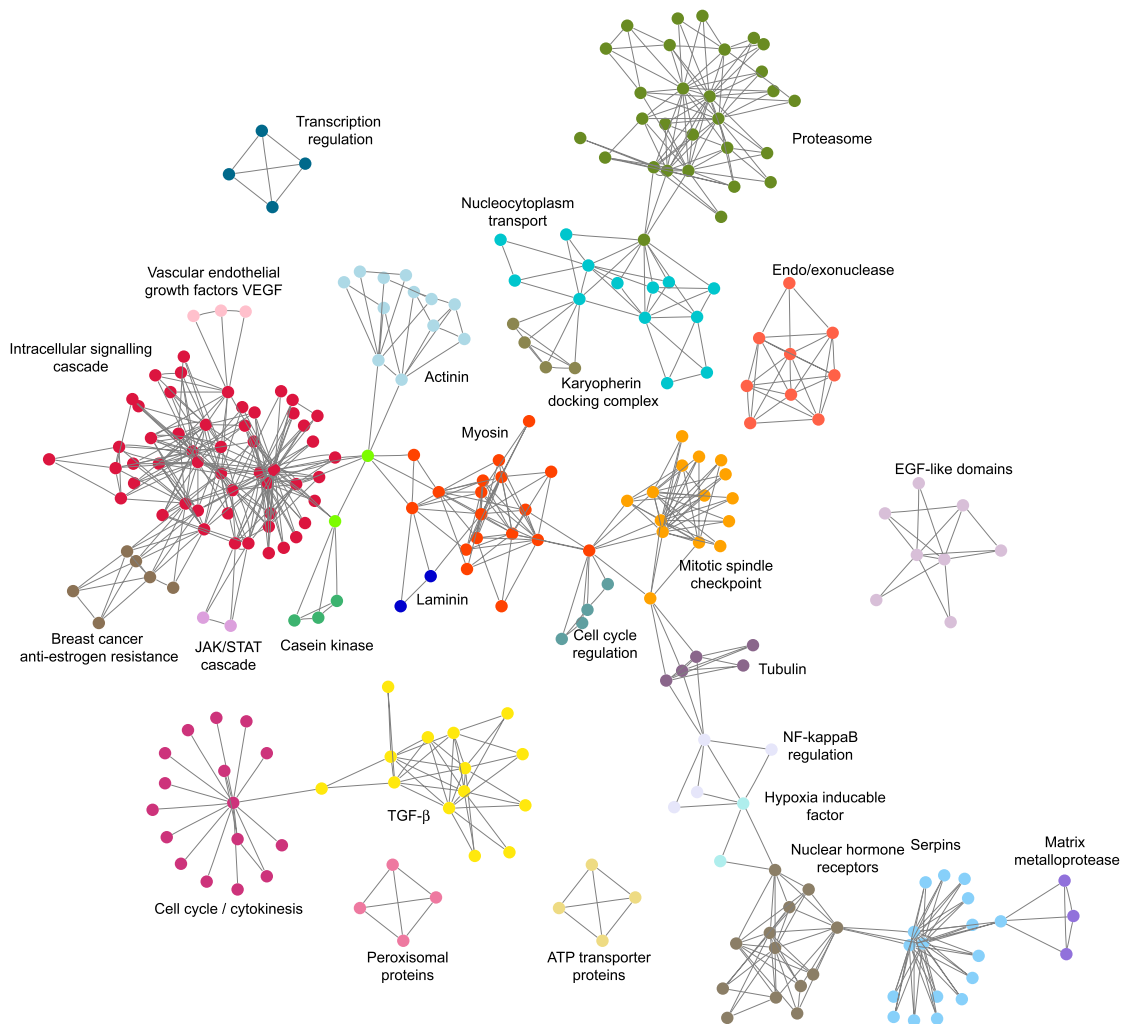 Transcription
regulation
Proteasome
Nucleocytoplasm
transport
Vascular endothelial
growth factors VEGF
Endo/exonuclease
Intracellular signalling
cascade
Actinin
Karyopherin
docking complex
Myosin
EGF-like domains
Mitotic spindle
checkpoint
Laminin
Breast cancer
anti-estrogen resistance
JAK/STAT
cascade
Casein kinase
Cell cycle
regulation
Tubulin
NF-kappaB
regulation
TGF-β
Hypoxia inducable
factor
Nuclear hormone
receptors
Serpins
Matrix
metalloprotease
Cell cycle / cytokinesis
Peroxisomal
proteins
ATP transporter
proteins